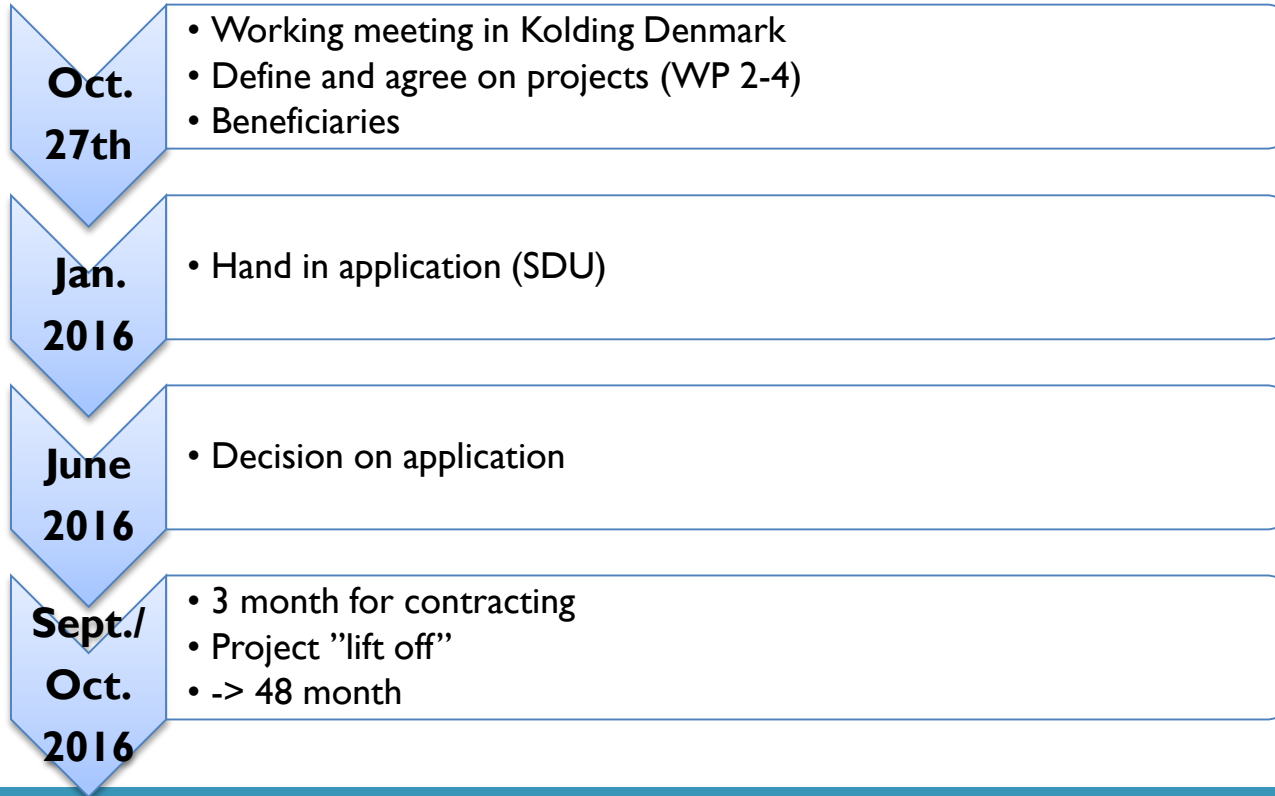 Oct.
27th
• Working meeting in Kolding Denmark
• Define and agree on projects (WP 2-4)
• Beneficiaries
Jan.
2016
• Hand in application (SDU)
June
2016
• Decision on application
Sept./
Oct.
2016
• 3 month for contracting
• Project ”lift off”
• -> 48 month